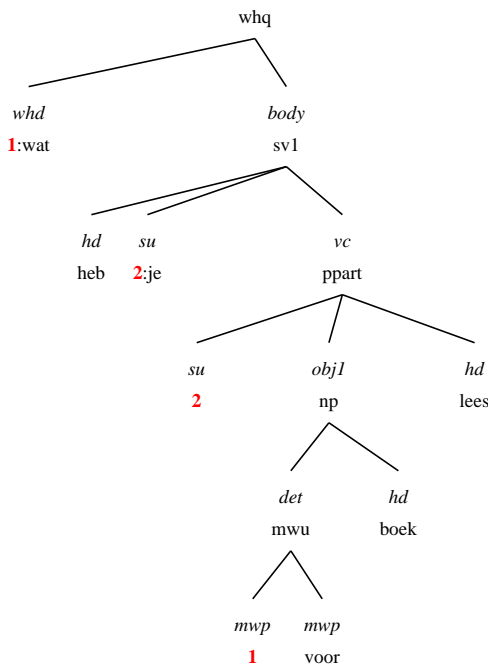 whq
whd body
1:wat sv1
hd su vc
heb 2:je ppart
su obj1 hd
2 np lees
det hd
mwu boek
mwp mwp
1 voor